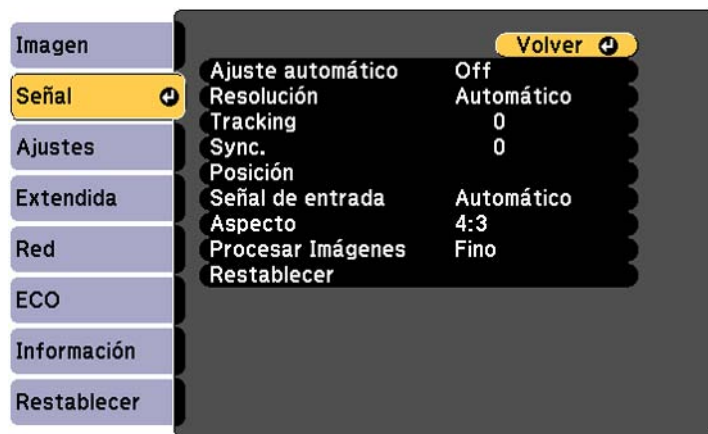 Imagen
Señal
Ajustes
Extendida
Red
ECO
Información
Restablecer
Volver
Ajuste automático Off
Resolución Automático
Tracking 0
Sync. 0
Posición
Señal de entrada Automático
Aspecto 4:3
Procesar Imágenes Fino
Restablecer